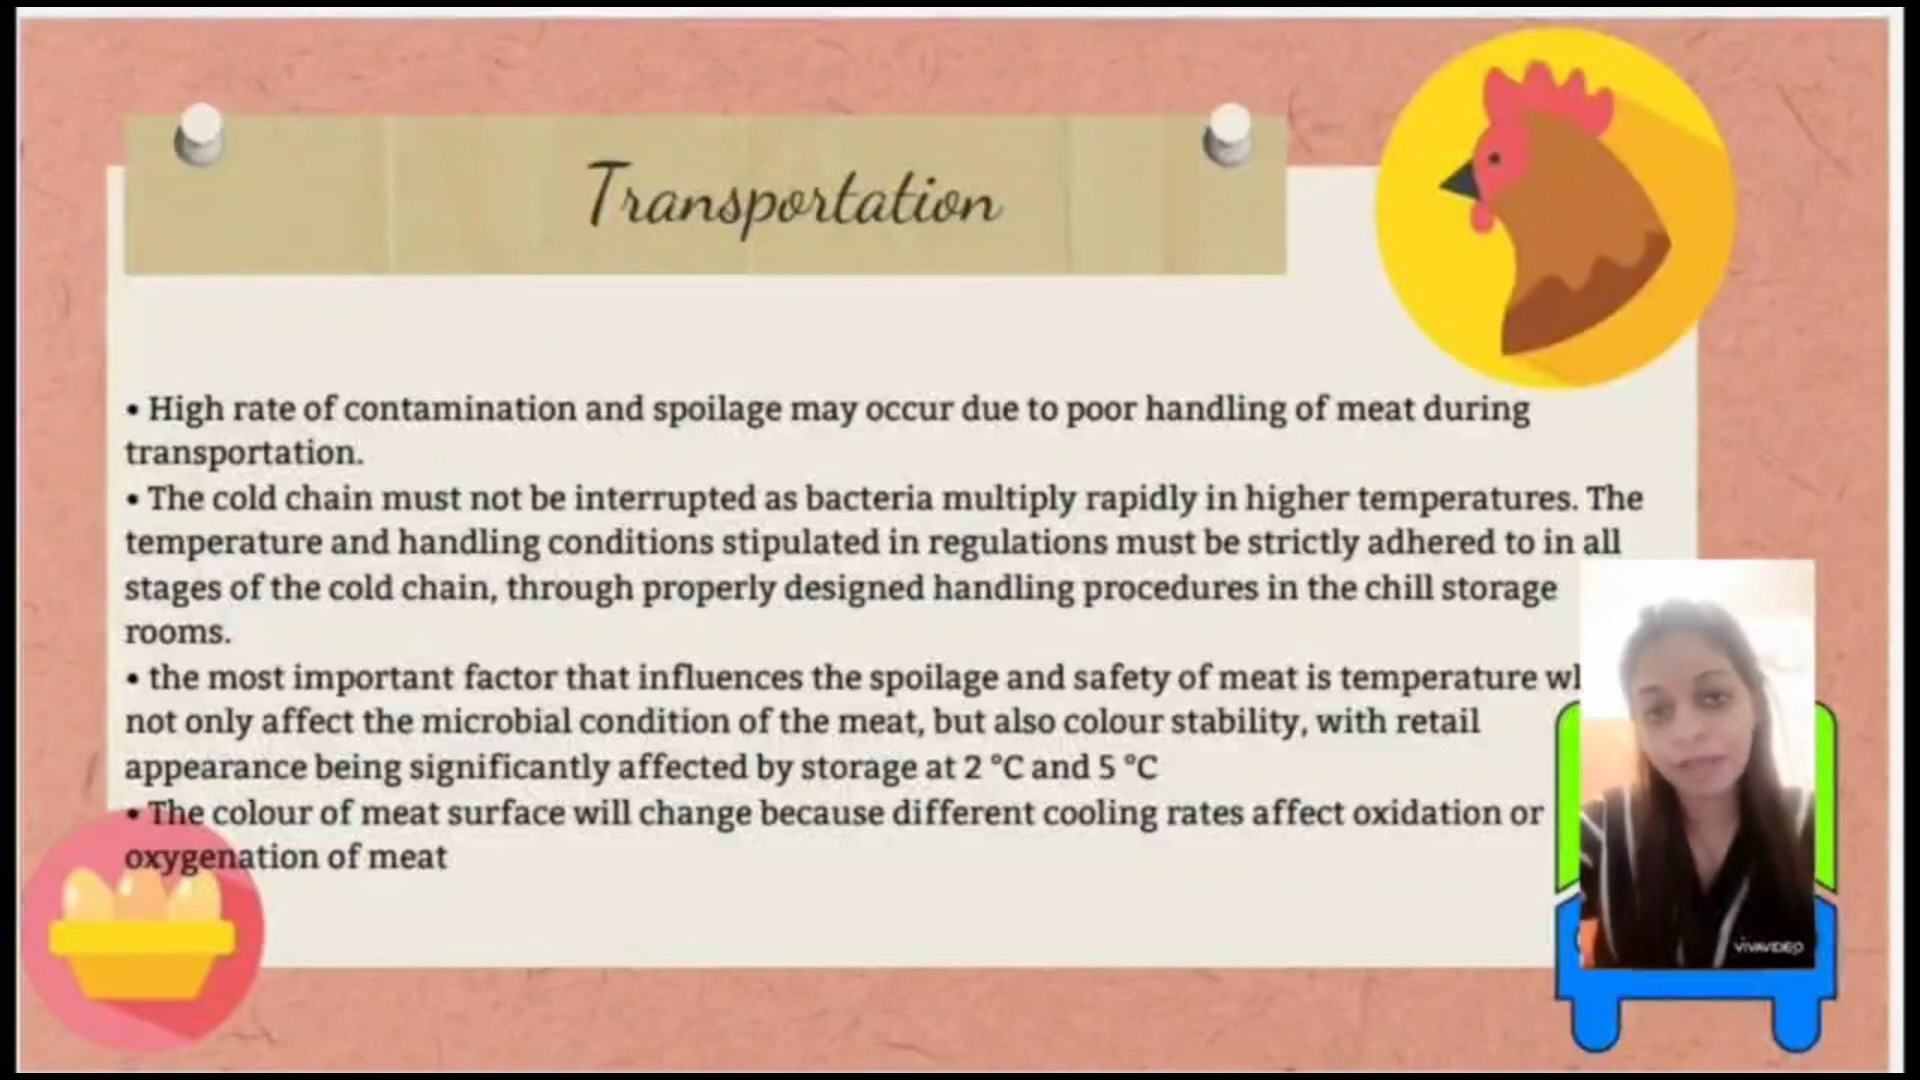 Transportation
• High rate of contamination and spoilage may occur due to poor handling of meat during
transportation.
• The cold chain must not be interrupted as bacteria multiply rapidly in higher temperatures. The
temperature and handling conditions stipulated in regulations must be strictly adhered to in all
stages of the cold chain, through properly designed handling procedures in the chill storage
rooms.
• the most important factor that influences the spoilage and safety of meat is temperature
not only affect the microbial condition of the meat, but also colour stability, with retail
appearance being significantly affected by storage at 2 °C and 5 °C
• The colour of meat surface will change because different cooling rates affect oxidation or
oxygenation of meat
VIVAVIDEO